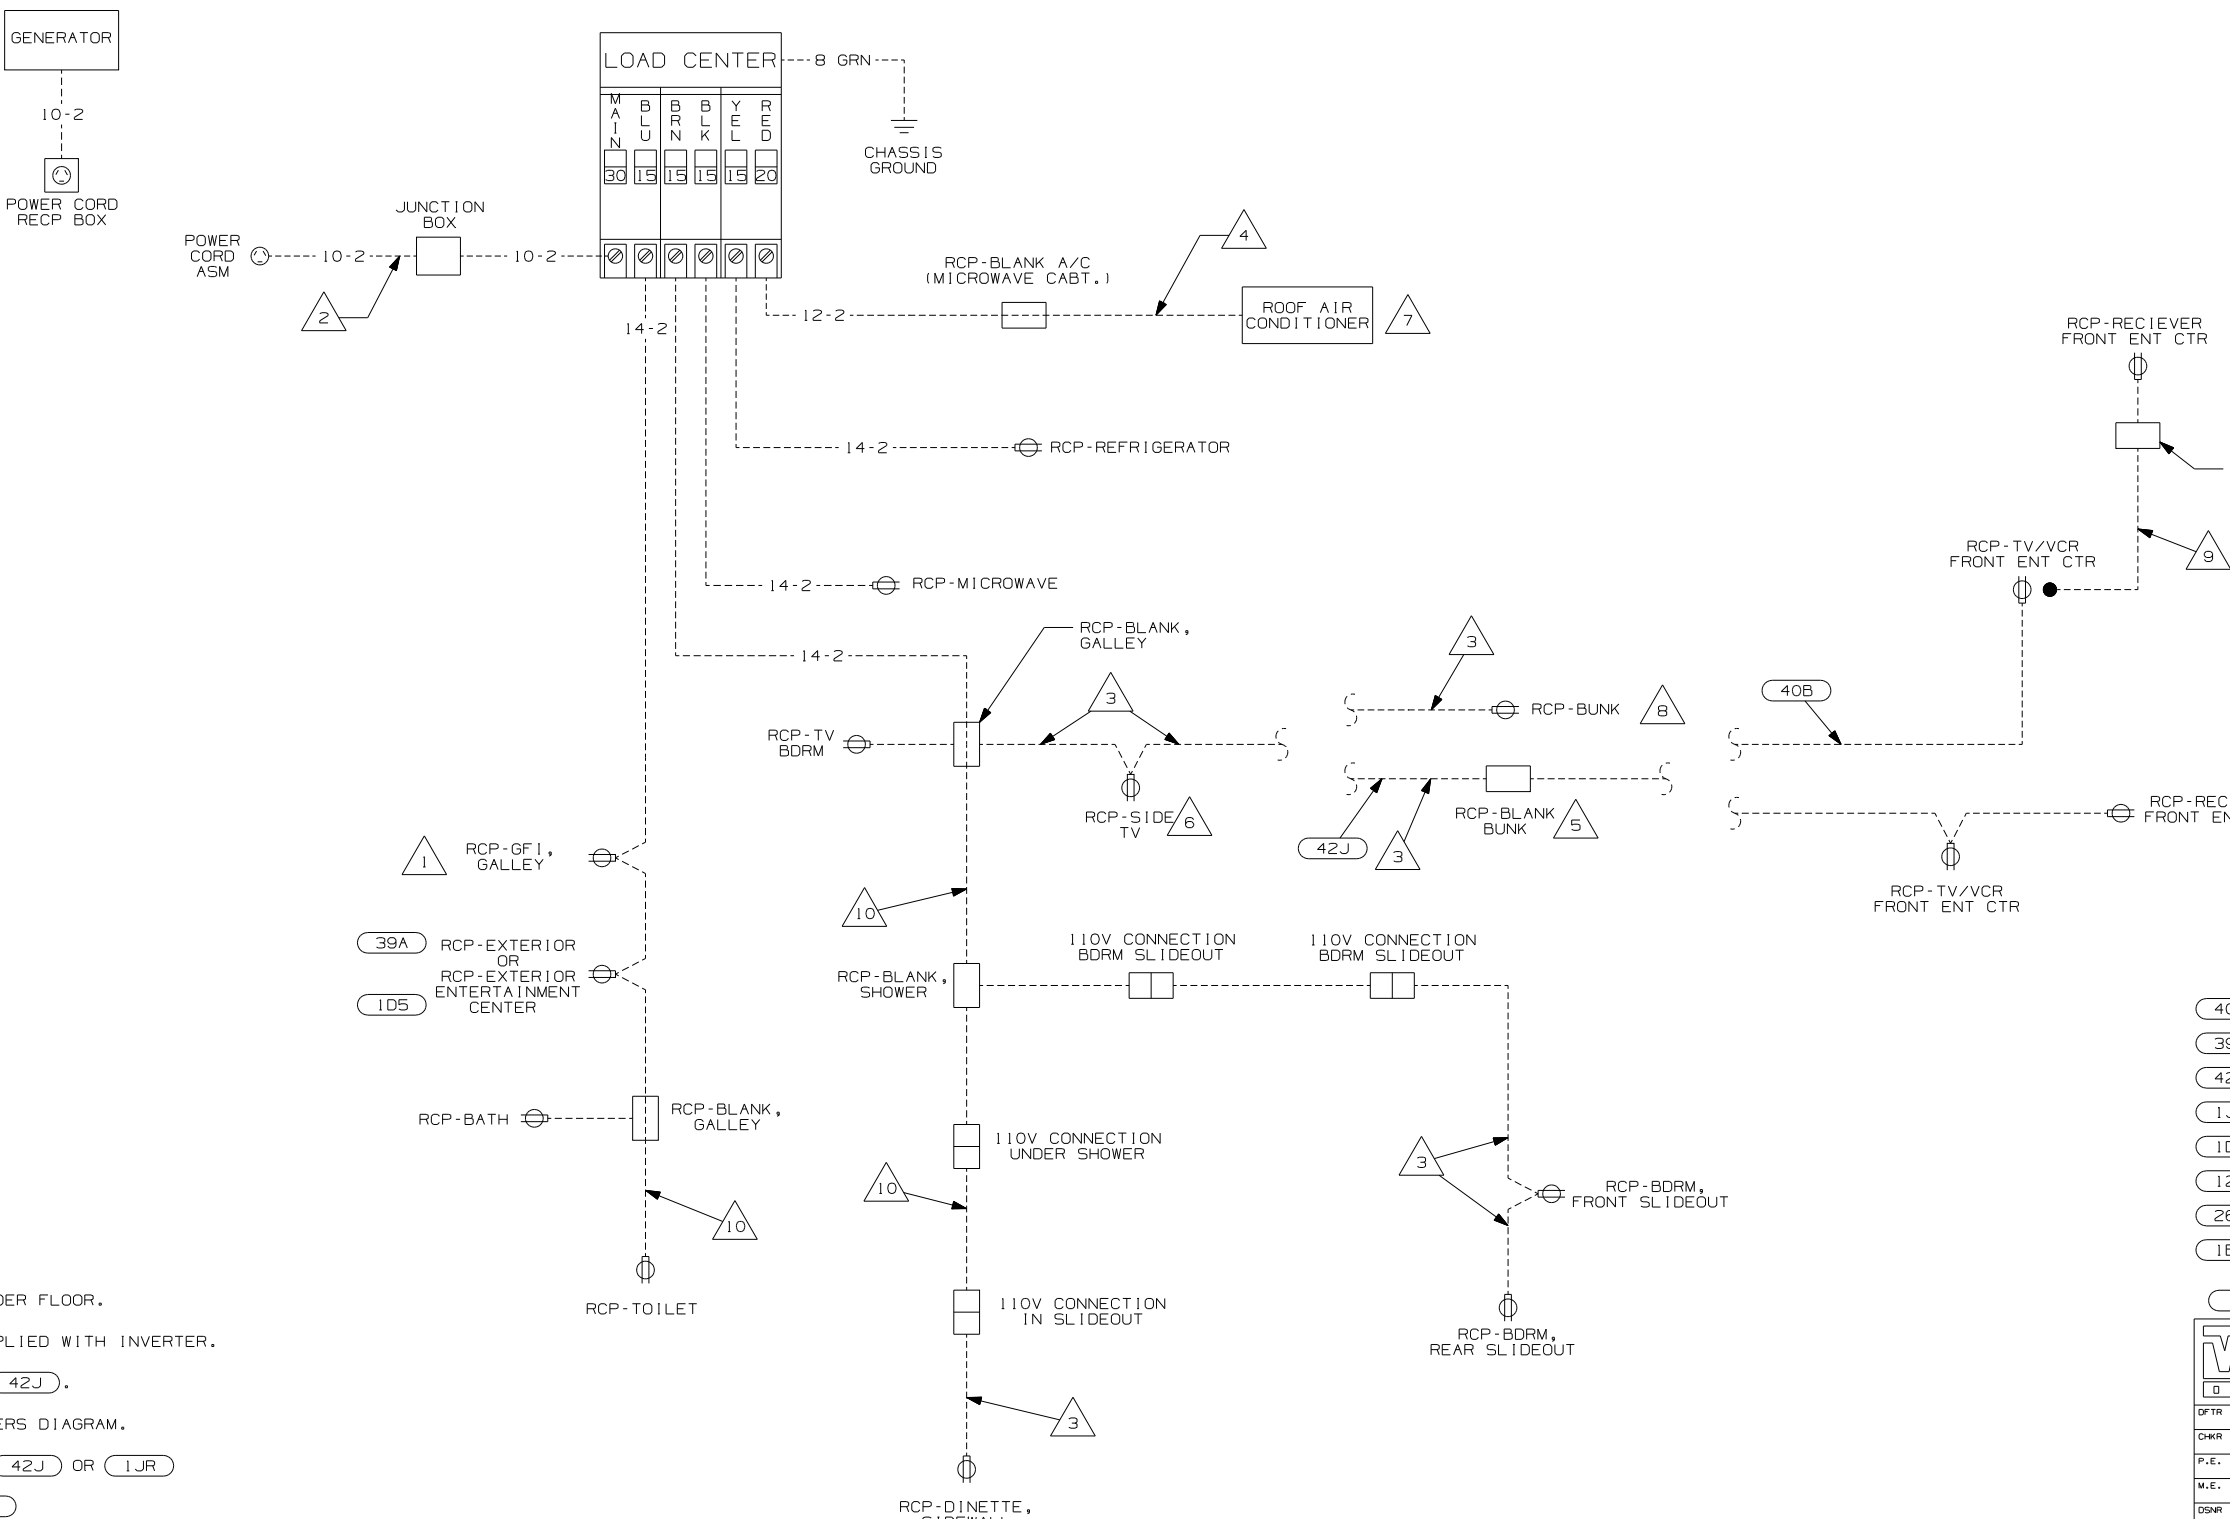 GENERATOR
10-2
POWER CORD
RECP BOX
LOAD CENTER
8 GRN
CHASSIS
GROUND
MAIN
BLU
BRN
BLK
YEL
RED
30
15
15
15
15
20
JUNCTION
BOX
POWER
CORD
ASM
10-2
10-2
2
14-2
12-2
RCP-BLANK A/C
(MICROWAVE CABT.)
4
ROOF AIR
CONDITIONER
7
RCP-RECIEVER
FRONT ENT CTR
14-2
RCP-REFRIGERATOR
9
RCP-TV/VCR
FRONT ENT CTR
14-2
RCP-MICROWAVE
RCP-BLANK,
GALLEY
14-2
3
3
RCP-BUNK
8
40B
RCP-TV
BDRM
RCP-SIDE
TV
6
42J
3
RCP-BLANK
BUNK
5
RCP-REC
FRONT EN
RCP-TV/VCR
FRONT ENT CTR
1
RCP-GFI,
GALLEY
10
39A
RCP-EXTERIOR
OR
RCP-EXTERIOR
ENTERTAINMENT
CENTER
1D5
RCP-BLANK,
SHOWER
110V CONNECTION
BDRM SLIDEOUT
110V CONNECTION
BDRM SLIDEOUT
RCP-BATH
RCP-BLANK,
GALLEY
110V CONNECTION
UNDER SHOWER
10
10
3
RCP-BDRM,
FRONT SLIDEOUT
RCP-TOILET
110V CONNECTION
IN SLIDEOUT
RCP-BDRM,
REAR SLIDEOUT
3
RCP-DINETTE,
DER FLOOR.
PLIED WITH INVERTER.
42J .
ERS DIAGRAM.
42J OR 1JR
40
39
42
1J
1D
12
26
DFTR
CHKR
P.E.
M.E.
DSNR